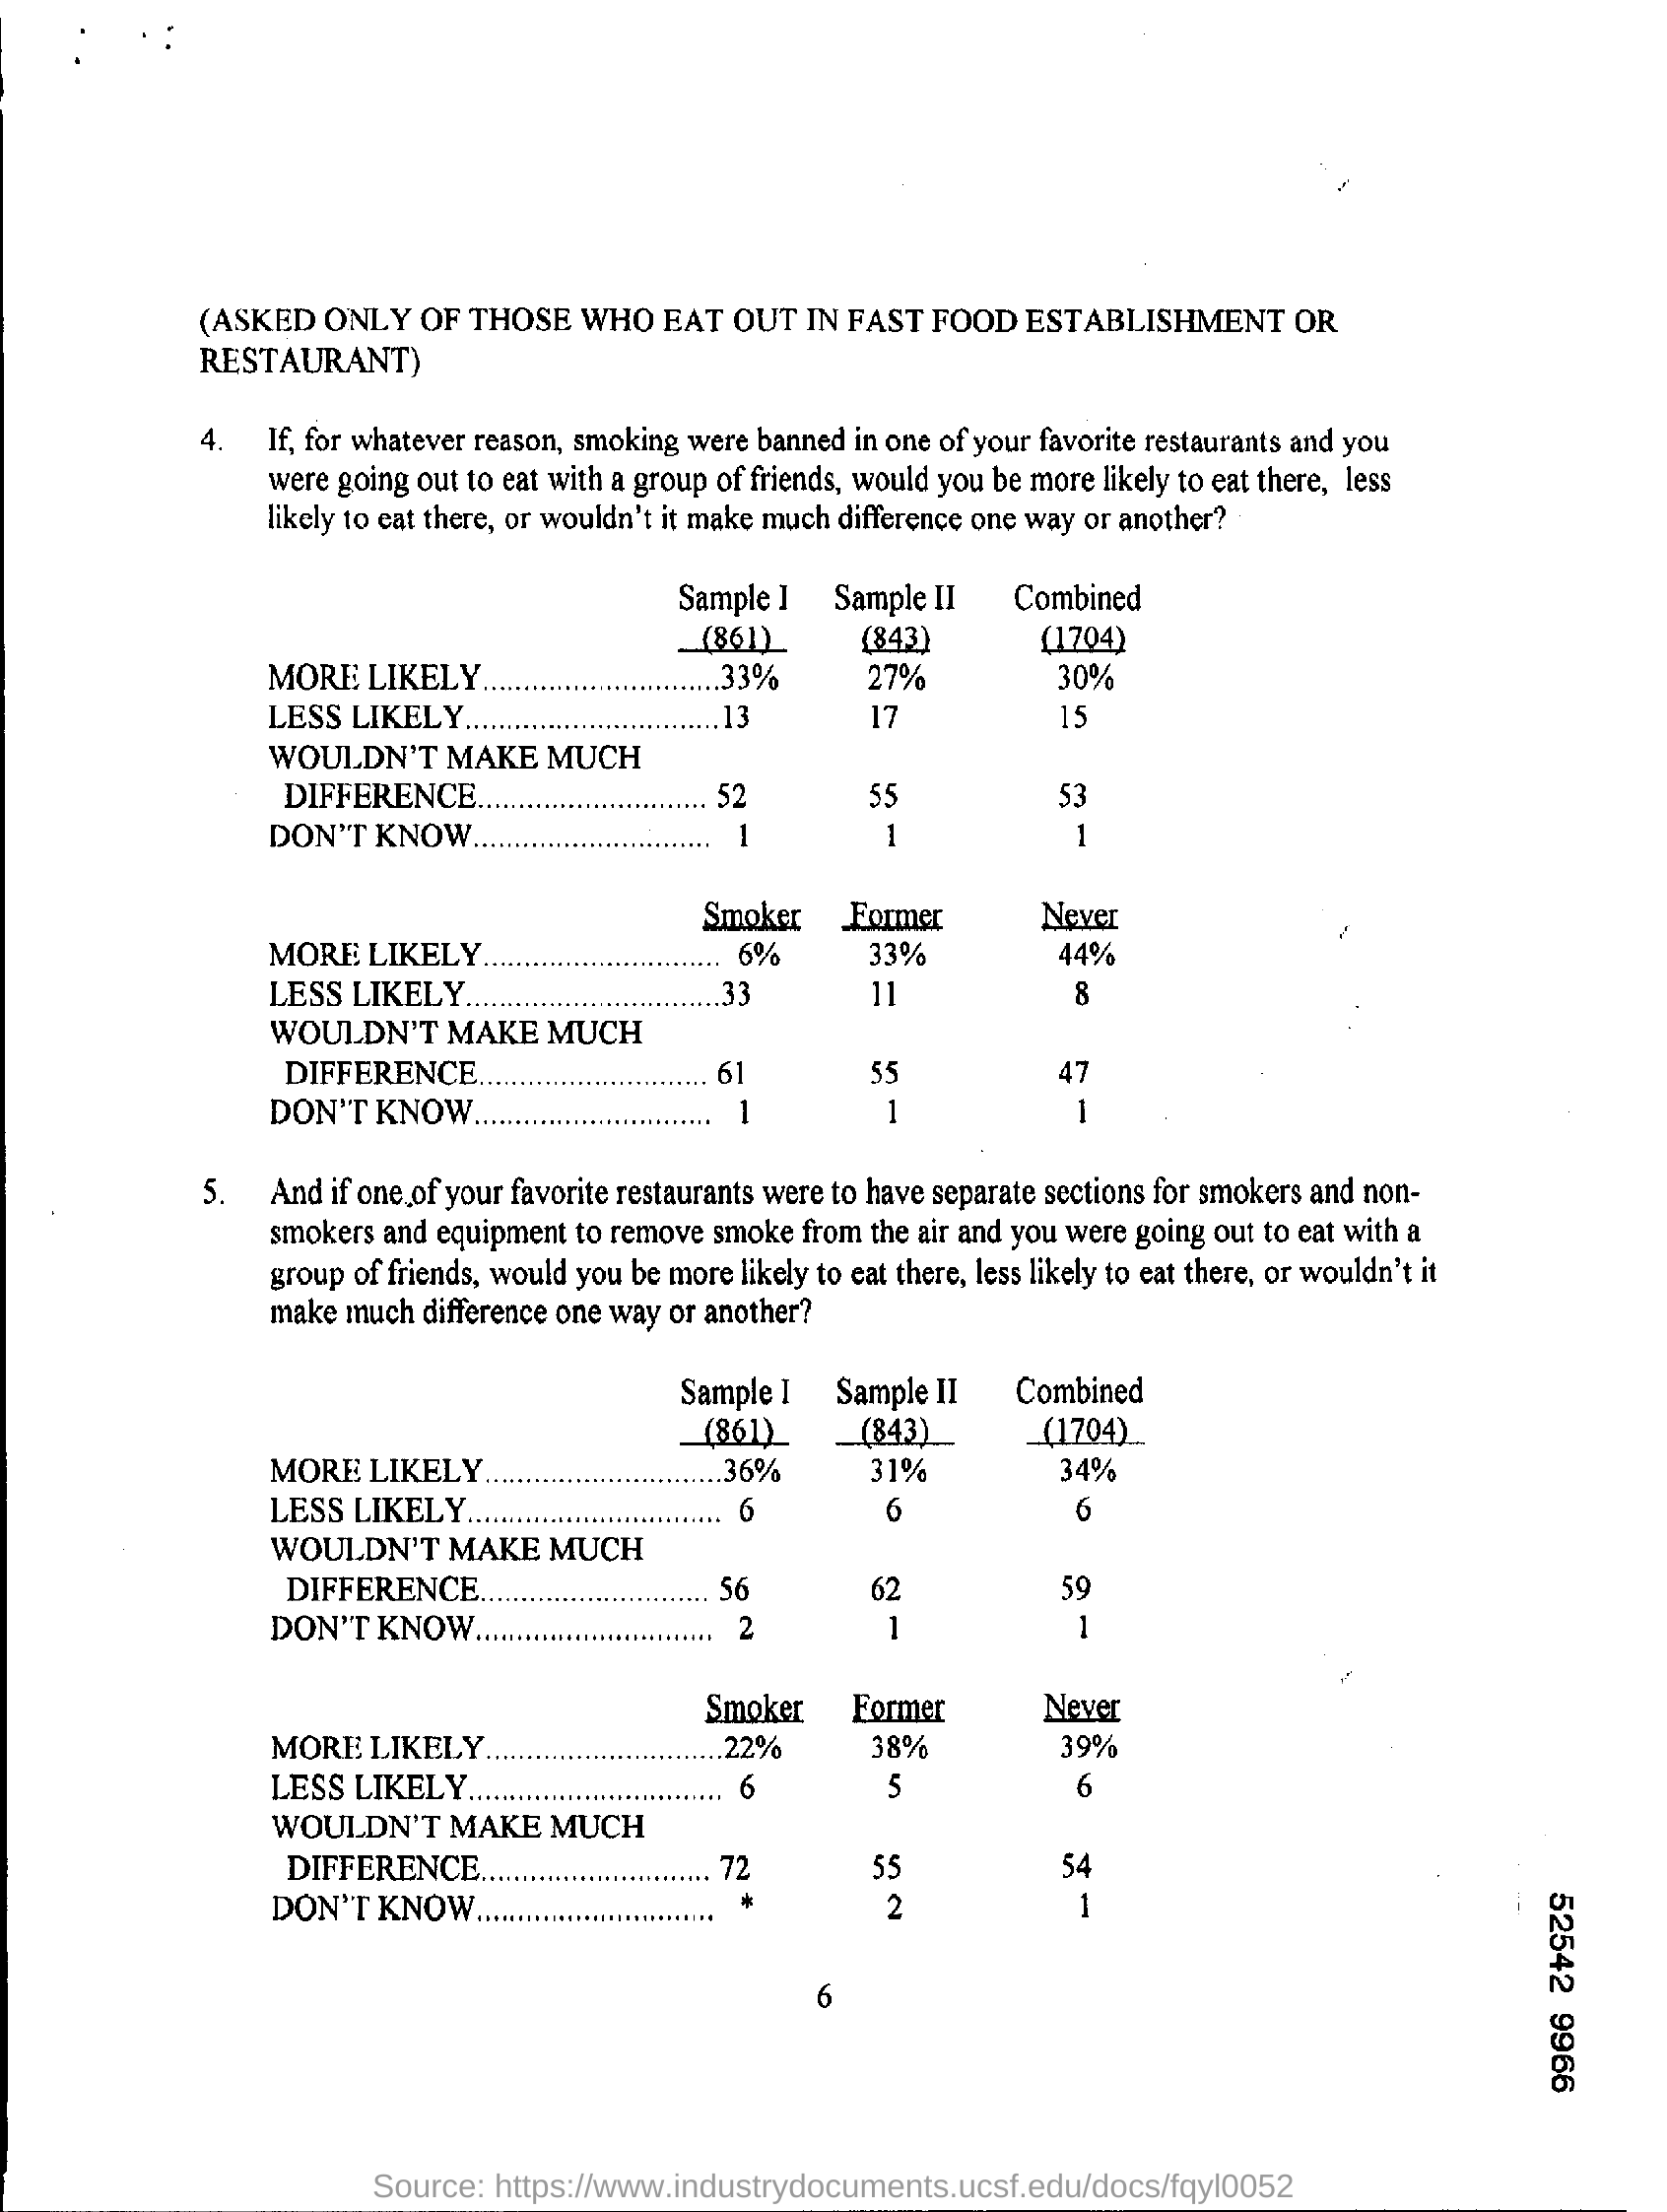 (ASKED ONLY OF THOSE WHO EAT OUT IN FAST FOOD ESTABLISHMENT OR
RESTAURANT)
4. If, for whatever reason, smoking were banned in one of your favorite restaurants and you
were going out to eat with a group of friends, would you be more likely to eat there, less
likely to eat there, or wouldn't it make much difference one way or another?
Sample I Sample II Combined
(861) (843) (1704)
MORE LIKELY............................33% 27% 30%
LESS LIKELY..............................13 17 15
WOULDN'T MAKE MUCH
DIFFERENCE........................... 52 55 53
DON'T KNOW............................ 1 1 1
Smoker Former Never
MORE LIKELY............................ 6% 33% 44%
LESS LIKELY..............................33 11 8
WOULDN'T MAKE MUCH
DIFFERENCE........................... 61 55 47
DON'T KNOW............................ 1 1 1
5. And if one of your favorite restaurants were to have separate sections for smokers and non-
smokers and equipment to remove smoke from the air and you were going out to eat with a
group of friends, would you be more likely to eat there, less likely to eat there, or wouldn't it
make much difference one way or another?
Sample I Sample II Combined
(861) (843) (1704)
MORE LIKELY............................36% 31% 34%
LESS LIKELY.............................. 6 6 6
WOULDN'T MAKE MUCH
DIFFERENCE........................... 56 62 59
DON'T KNOW............................ 2 1 1
Smoker Former Never
MORE LIKELY............................22% 38% 39%
LESS LIKELY.............................. 6 5 6
WOULDN'T MAKE MUCH
DIFFERENCE........................... 72 55 54
DON'T KNOW............................ * 2 1
6
52542 9966
Source: https://www.industrydocuments.ucsf.edu/docs/fqyl0052